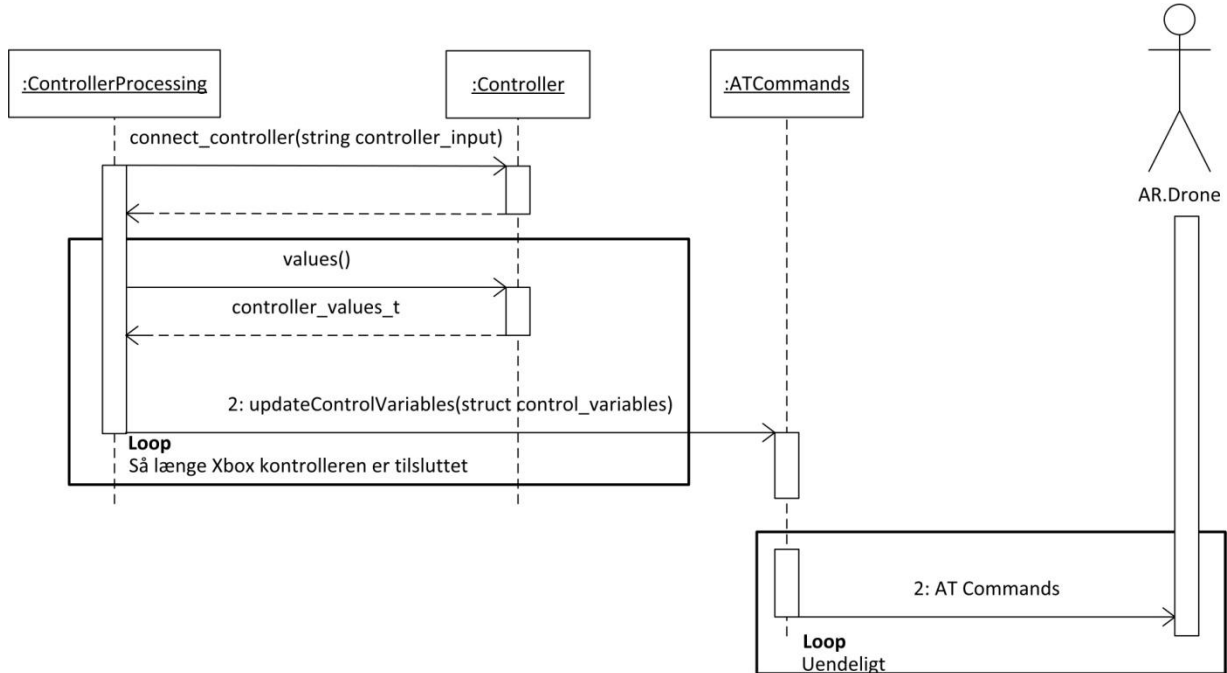 :ControllerProcessing
:Controller
:ATCommands
connect_controller(string controller_input)
AR.Drone
values()
controller_values_t
2: updateControlVariables(struct control_variables)
Loop
Så længe Xbox kontrolleren er tilsluttet
2: AT Commands
Loop
Uendeligt